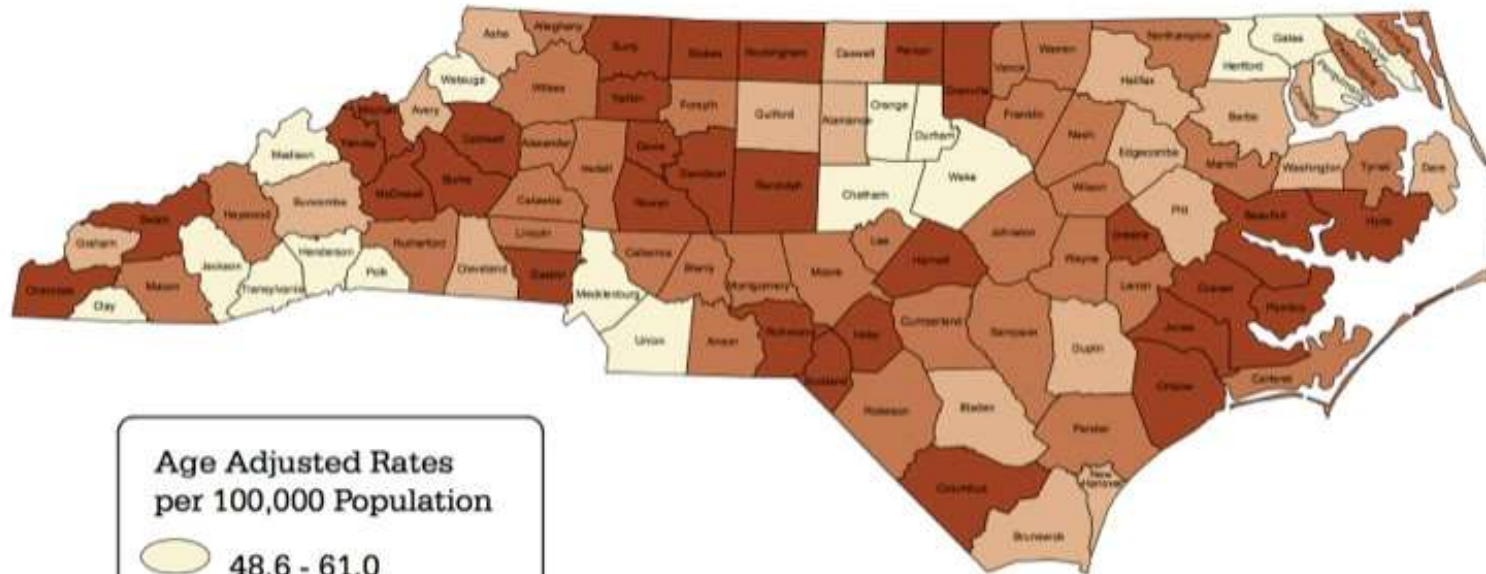 Ashe
Alleghany
Surry
Stokes
Rockingham
Caswell
Person
Granville
Vance
Warren
Northampton
Hertford
Gates
Watauga
Wilkes
Yadkin
Forsyth
Guilford
Alamance
Orange
Durham
Franklin
Halifax
Bertie
Avery
Mitchell
Yancey
Caldwell
Alexander
Iredell
Davie
Davidson
Randolph
Chatham
Wake
Nash
Edgecombe
Martin
Washington
Tyrrell
Dare
Madison
Buncombe
McDowell
Burke
Catawba
Rowan
Wilson
Pitt
Beaufort
Hyde
Swain
Haywood
Graham
Jackson
Henderson
Rutherford
Lincoln
Cleveland
Gaston
Cabarrus
Stanly
Montgomery
Moore
Lee
Harnett
Johnston
Wayne
Greene
Lenoir
Craven
Pamlico
Cherokee
Clay
Macon
Transylvania
Polk
Mecklenburg
Union
Anson
Richmond
Hoke
Scotland
Cumberland
Sampson
Duplin
Jones
Onslow
Carteret
Robeson
Bladen
Pender
Columbus
New
Hanover
Brunswick
Age Adjusted Rates
per 100,000 Population
48.6 - 61.0